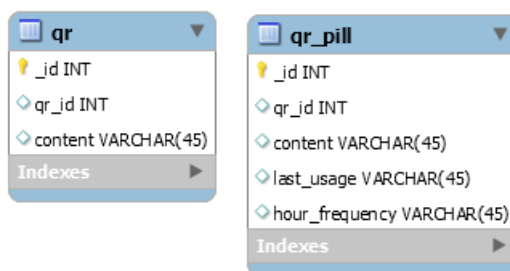 qr
_id INT
qr_id INT
content VARCHAR(45)
Indexes
qr_pill
_id INT
qr_id INT
content VARCHAR(45)
last_usage VARCHAR(45)
hour_frequency VARCHAR(45)
Indexes